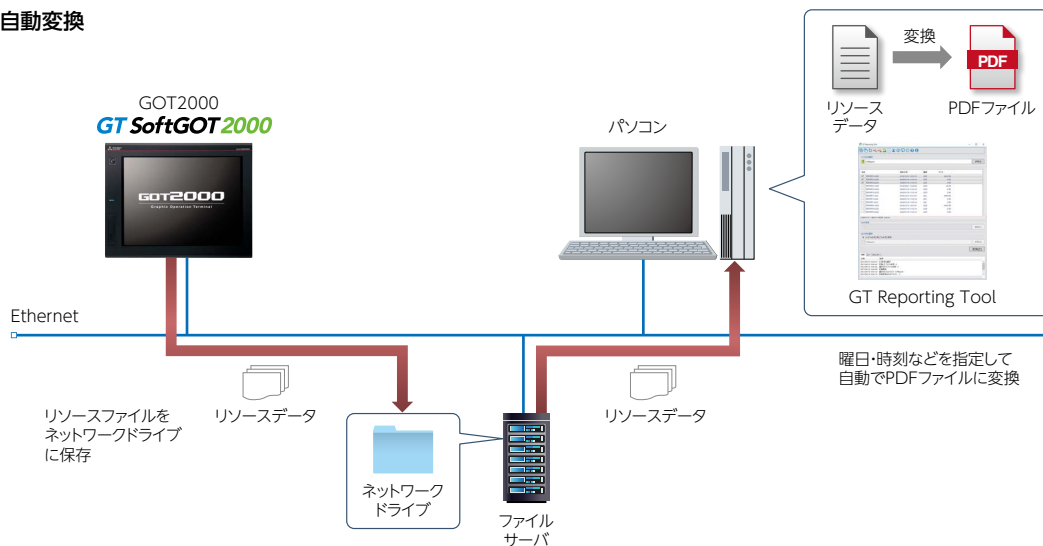 自動変換
変換
PDF
リソース
データ
PDFファイル
GOT2000
GT SoftGOT2000
パソコン
GOT2000
Graphic Operation Terminal
GT Reporting Tool
Ethernet
曜日・時刻などを指定して
自動でPDFファイルに変換
リソースファイルを
ネットワークドライブ
に保存
リソースデータ
リソースデータ
ネットワーク
ドライブ
ファイル
サーバ